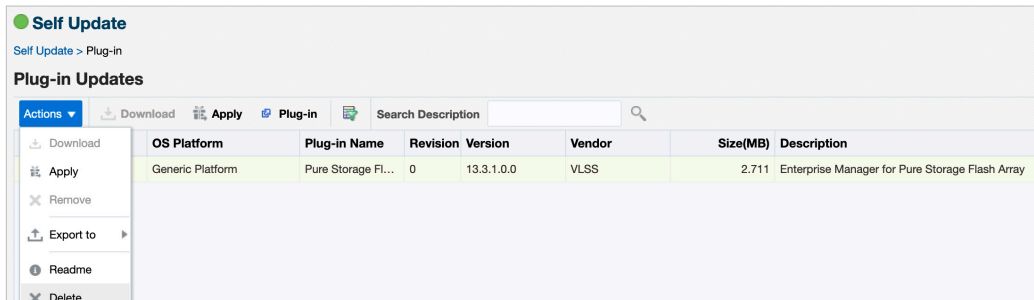 Self Update
Self Update > Plug-in
Plug-in Updates
Actions Download Apply Plug-in Search Description
OS Platform Plug-in Name Revision Version Vendor Size(MB) Description
Generic Platform Pure Storage Fl... 0 13.3.1.0.0 VLSS 2.711 Enterprise Manager for Pure Storage Flash Array
Download
Apply
Remove
Export to
Readme
Delete